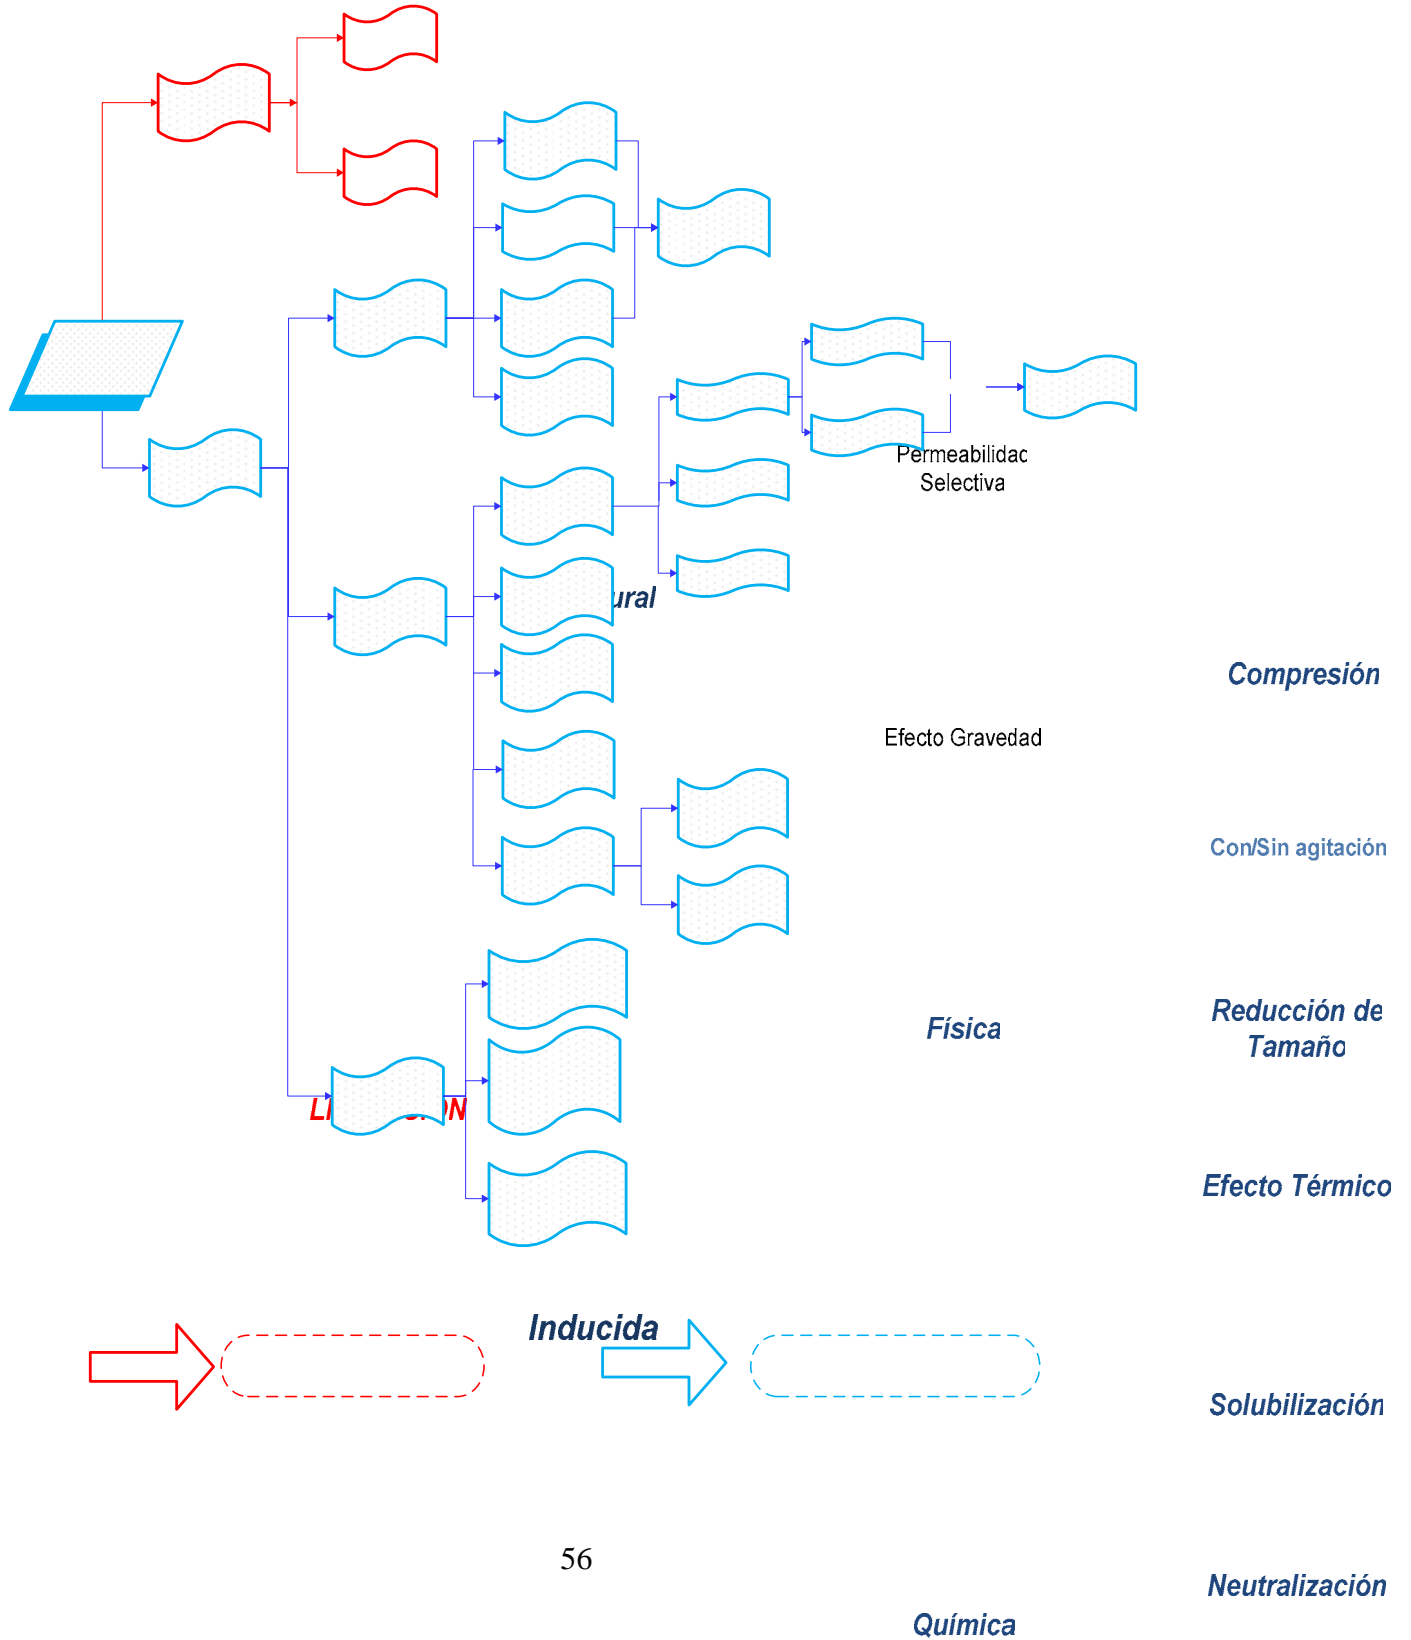 Permeabilidad
Selectiva
ural
Compresión
Efecto Gravedad
Con/Sin agitación
Física
Reducción de
Tamaño
Efecto Térmico
Inducida
Solubilización
56
Neutralización
Química